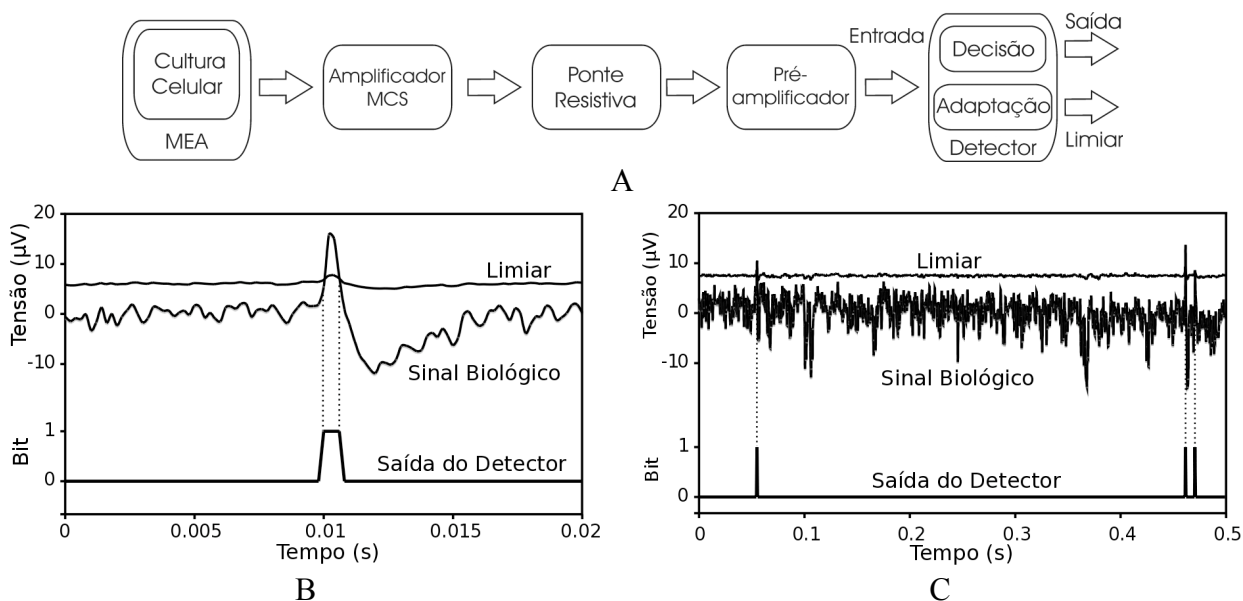 Cultura
Celular
MEA
Amplificador
MCS
Ponte
Resistiva
Pré-
amplificador
Entrada
Decisão
Adaptação
Detector
Saída
Limiar
A
Tensão (µV)
20
10
0
-10
Limiar
Sinal Biológico
Bit
1
0
Saída do Detector
0
0.005
0.01
0.015
0.02
Tempo (s)
B
Tensão (µV)
20
10
0
-10
Limiar
Sinal Biológico
Bit
1
0
Saída do Detector
0
0.1
0.2
0.3
0.4
0.5
Tempo (s)
C